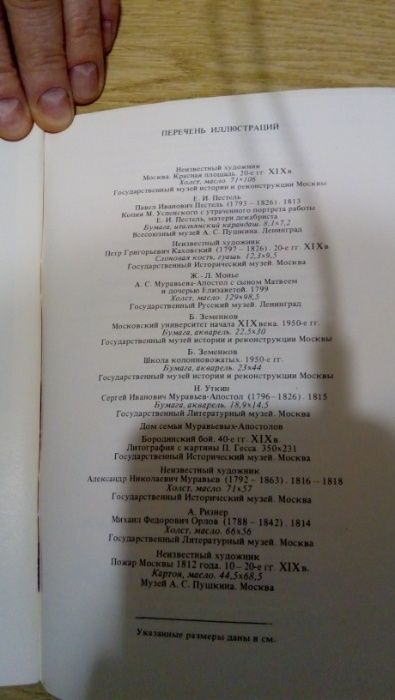 ПЕРЕЧЕНЬ ИЛЛЮСТРАЦИЙ
Неизвестный художник
Москва. Красная площадь. 20-е гг. XIX в.
Холст, масло. 71×106
Государственный музей истории и реконструкции Москвы
Е. И. Пестель
Павел Иванович Пестель (1793 – 1826). 1813
Копия М. Успенского с утраченного портрета работы
Е. И. Пестель, матери декабриста
Бумага, итальянский карандаш. 8,1×7,2
Всесоюзный музей А. С. Пушкина. Ленинград
Неизвестный художник
Петр Григорьевич Каховский (1797 – 1826). 20-е гг. XIX в.
Слоновая кость, гуашь. 12,3×9,5
Государственный Исторический музей. Москва
Ж.-Л. Монье
А. С. Муравьева-Апостол с сыном Матвеем
и дочерью Елизаветой. 1799
Холст, масло. 129×98,5
Государственный Русский музей. Ленинград
Б. Земенков
Московский университет начала XIX века. 1950-е гг.
Бумага, акварель. 22,5×30
Государственный музей истории и реконструкции Москвы
Б. Земенков
Школа колонновожатых. 1950-е гг.
Бумага, акварель. 23×44
Государственный музей истории и реконструкции Москвы
Н. Уткин
Сергей Иванович Муравьев-Апостол (1796 – 1826). 1815
Бумага, акварель. 18,9×14,5
Государственный Литературный музей. Москва
Дом семьи Муравьевых-Апостолов
Бородинский бой. 40-е гг. XIX в.
Литография с картины П. Гесса. 350×231
Государственный Исторический музей. Москва
Неизвестный художник
Александр Николаевич Муравьев (1792 – 1863). 1816 – 1818
Холст, масло. 71×57
Государственный Исторический музей. Москва
А. Ризнер
Михаил Федорович Орлов (1788 – 1842). 1814
Холст, масло. 66×56
Государственный Литературный музей. Москва
Неизвестный художник
Пожар Москвы 1812 года. 10 – 20-е гг. XIX в.
Картон, масло. 44,5×68,5
Музей А. С. Пушкина. Москва
Указанные размеры даны в см.